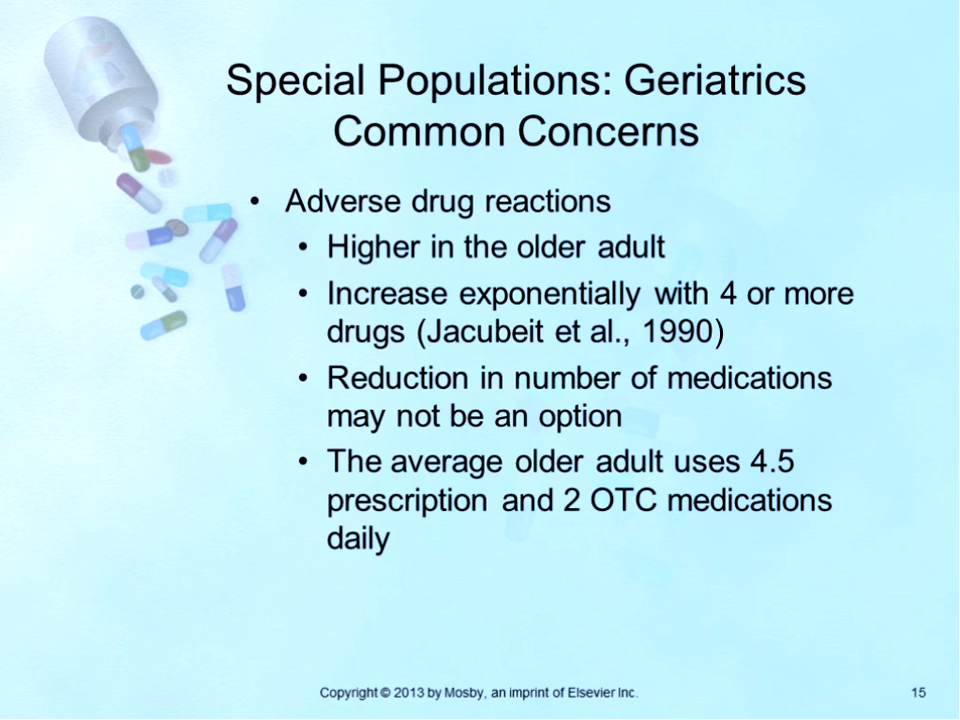 Special Populations: Geriatrics
Common Concerns
• Adverse drug reactions
• Higher in the older adult
• Increase exponentially with 4 or more
drugs (Jacubeit et al., 1990)
• Reduction in number of medications
may not be an option
• The average older adult uses 4.5
prescription and 2 OTC medications
daily
Copyright © 2013 by Mosby, an imprint of Elsevier Inc.
15